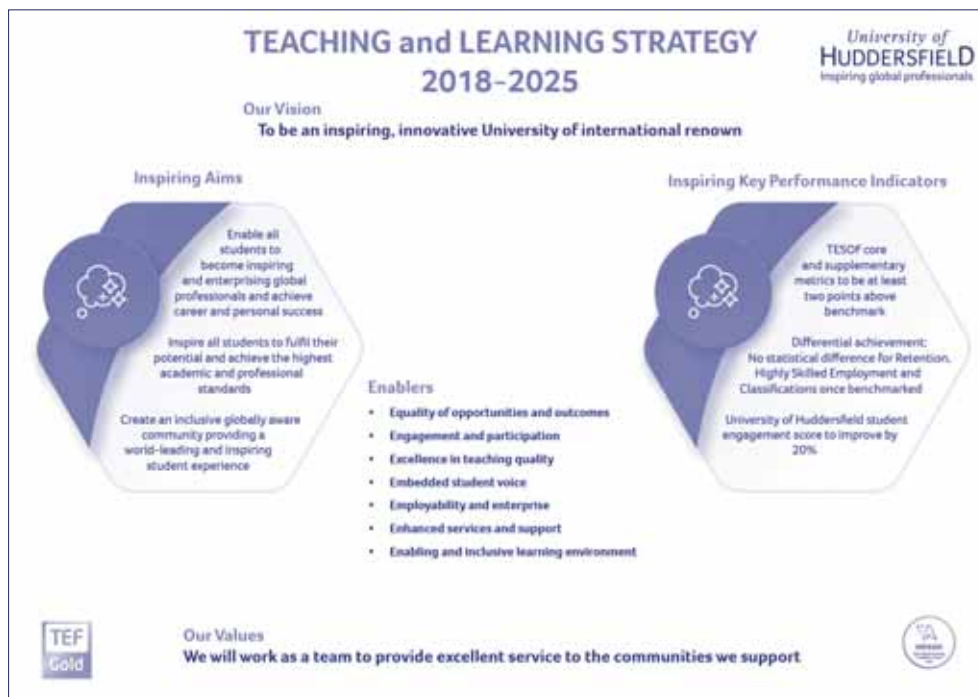 TEACHING and LEARNING STRATEGY
2018-2025
University of
HUDDERSFIELD
Inspiring global professionals
Our Vision
To be an inspiring, innovative University of international renown
Inspiring Aims
Enable all
students to
become inspiring
and enterprising global
professionals and achieve
career and personal success
Inspire all students to fulfil their
potential and achieve the highest
academic and professional
standards
Create an inclusive globally aware
community providing a
world-leading and inspiring
student experience
Enablers
• Equality of opportunities and outcomes
• Engagement and participation
• Excellence in teaching quality
• Embedded student voice
• Employability and enterprise
• Enhanced services and support
• Enabling and inclusive learning environment
Inspiring Key Performance Indicators
TESOF core
and supplementary
metrics to be at least
two points above
benchmark
Differential achievement:
No statistical difference for Retention,
Highly Skilled Employment and
Classifications once benchmarked
University of Huddersfield student
engagement score to improve by
20%
TEF
Gold
Our Values
We will work as a team to provide excellent service to the communities we support